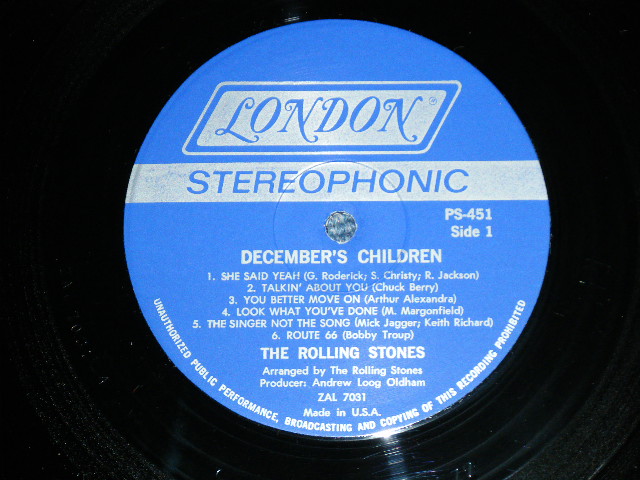 LONDON®
STEREOPHONIC
PS-451
Side 1
DECEMBER'S CHILDREN
1. SHE SAID YEAH (G. Roderick; S. Christy; R. Jackson)
2. TALKIN' ABOUT YOU (Chuck Berry)
3. YOU BETTER MOVE ON (Arthur Alexandra)
4. LOOK WHAT YOU'VE DONE (M. Margonfield)
5. THE SINGER NOT THE SONG (Mick Jagger; Keith Richard)
6. ROUTE 66 (Bobby Troup)
THE ROLLING STONES
Arranged by The Rolling Stones
Producer: Andrew Loog Oldham
ZAL 7031
Made in U.S.A.
UNAUTHORIZED PUBLIC PERFORMANCE, BROADCASTING AND COPYING OF THIS RECORDING PROHIBITED